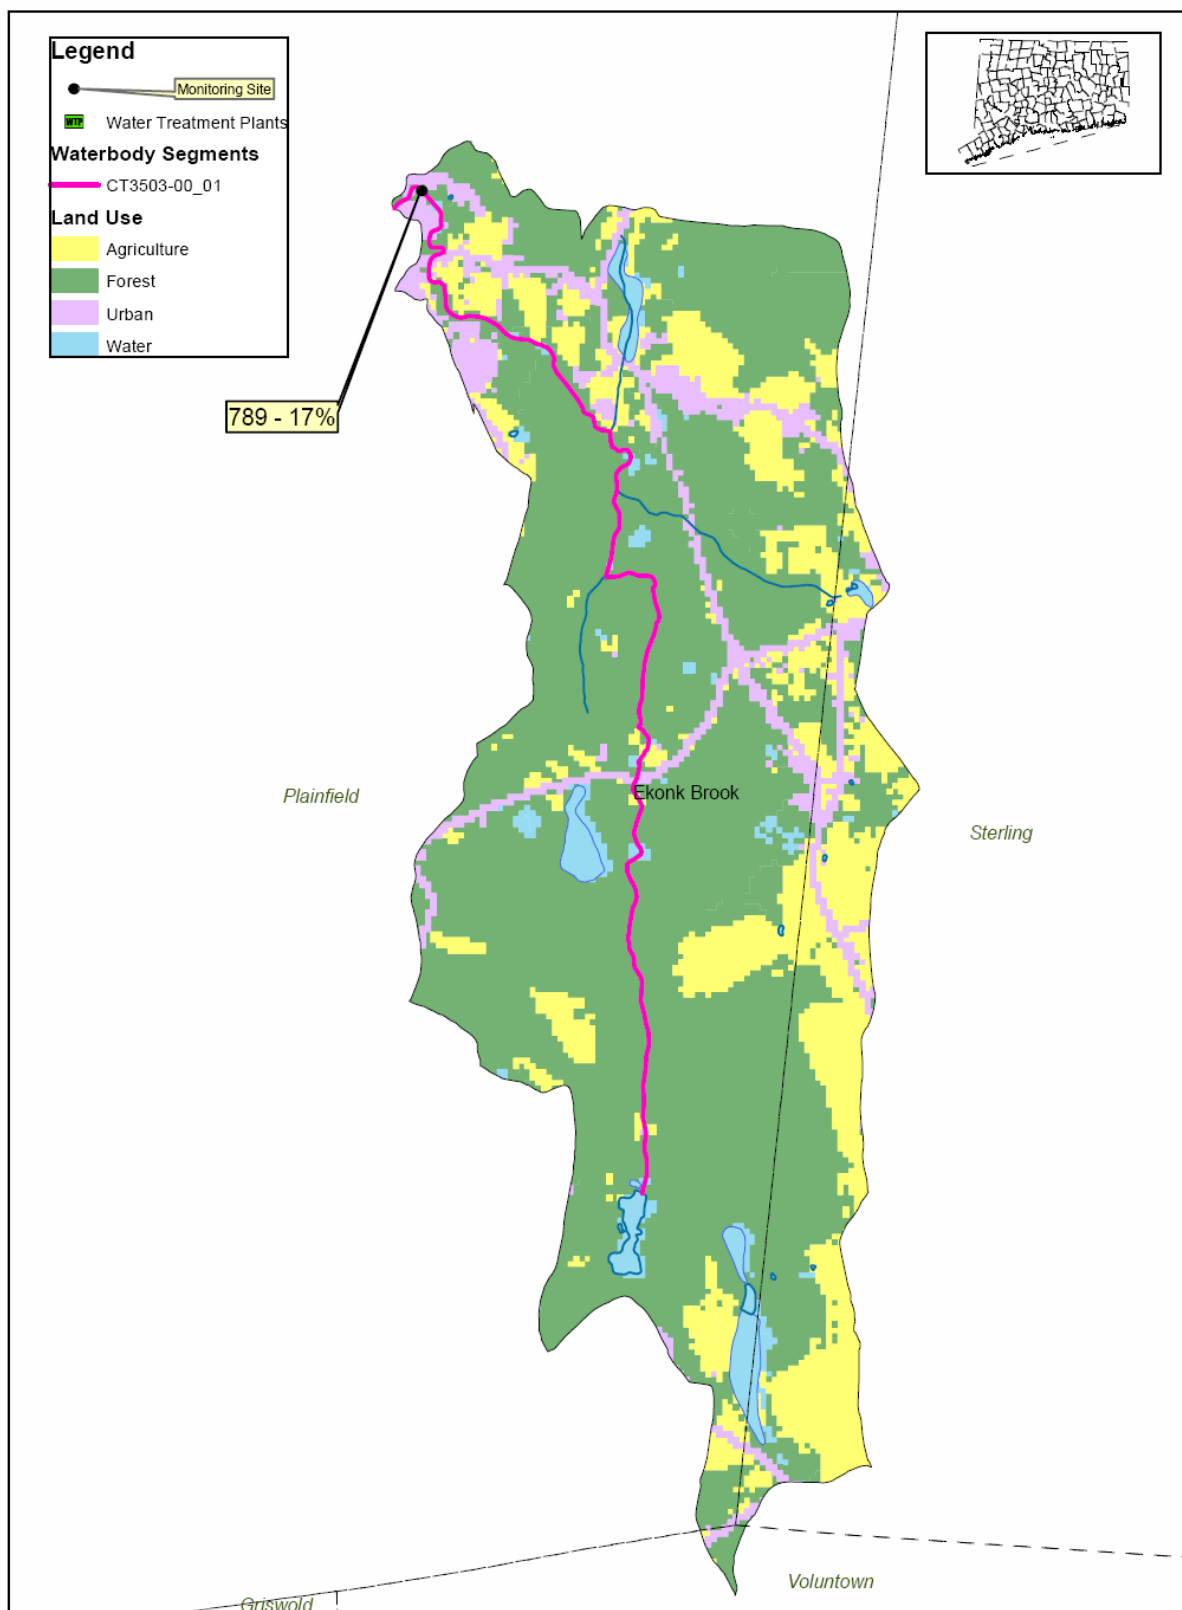 Legend
Monitoring Site
WTP Water Treatment Plants
Waterbody Segments
CT3503-00_01
Land Use
Agriculture
Forest
Urban
Water
789 - 17%
Ekonk Brook
Plainfield
Sterling
Voluntown
Griswold